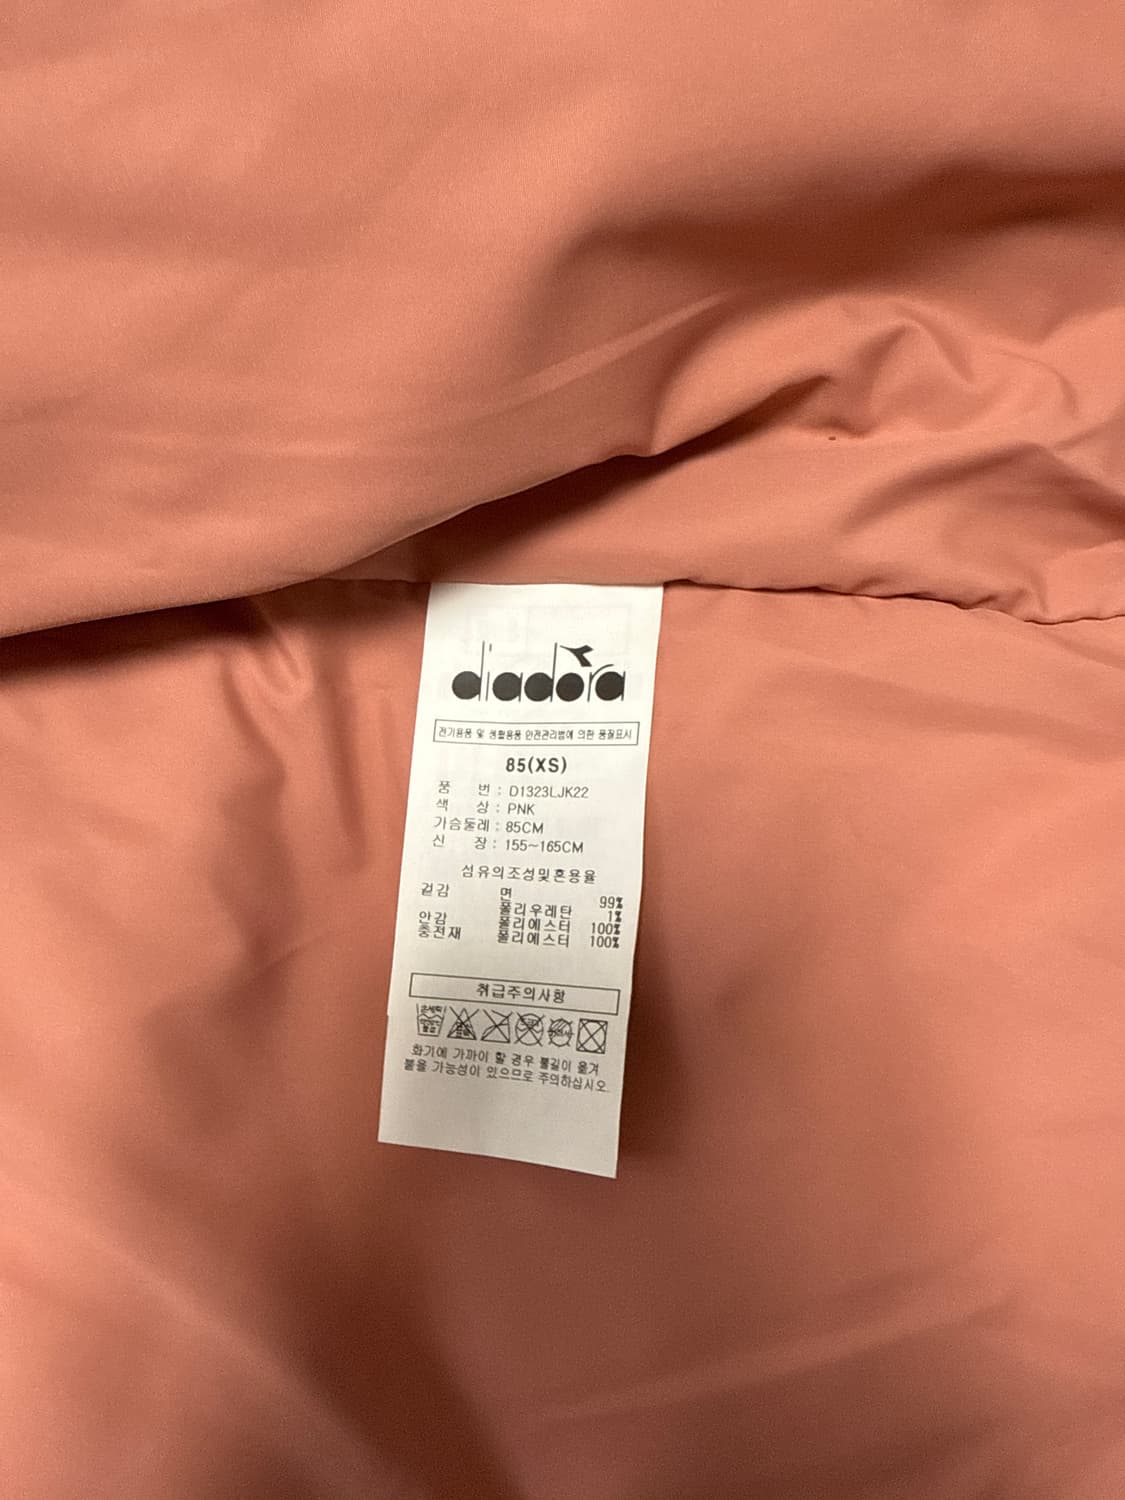 diadora
전기용품 및 생활용품 안전관리법에 의한 품질표시
85(XS)
품 번 : D1323LJK22
색 상 : PNK
가슴둘레 : 85CM
신 장 : 155~165CM
섬유의조성및혼용율
겉감 면 99%
폴리우레탄 1%
안감 폴리에스터 100%
충전재 폴리에스터 100%
취급주의사항
화기에 가까이 할 경우 불길이 옮겨
붙을 가능성이 있으므로 주의하십시오.